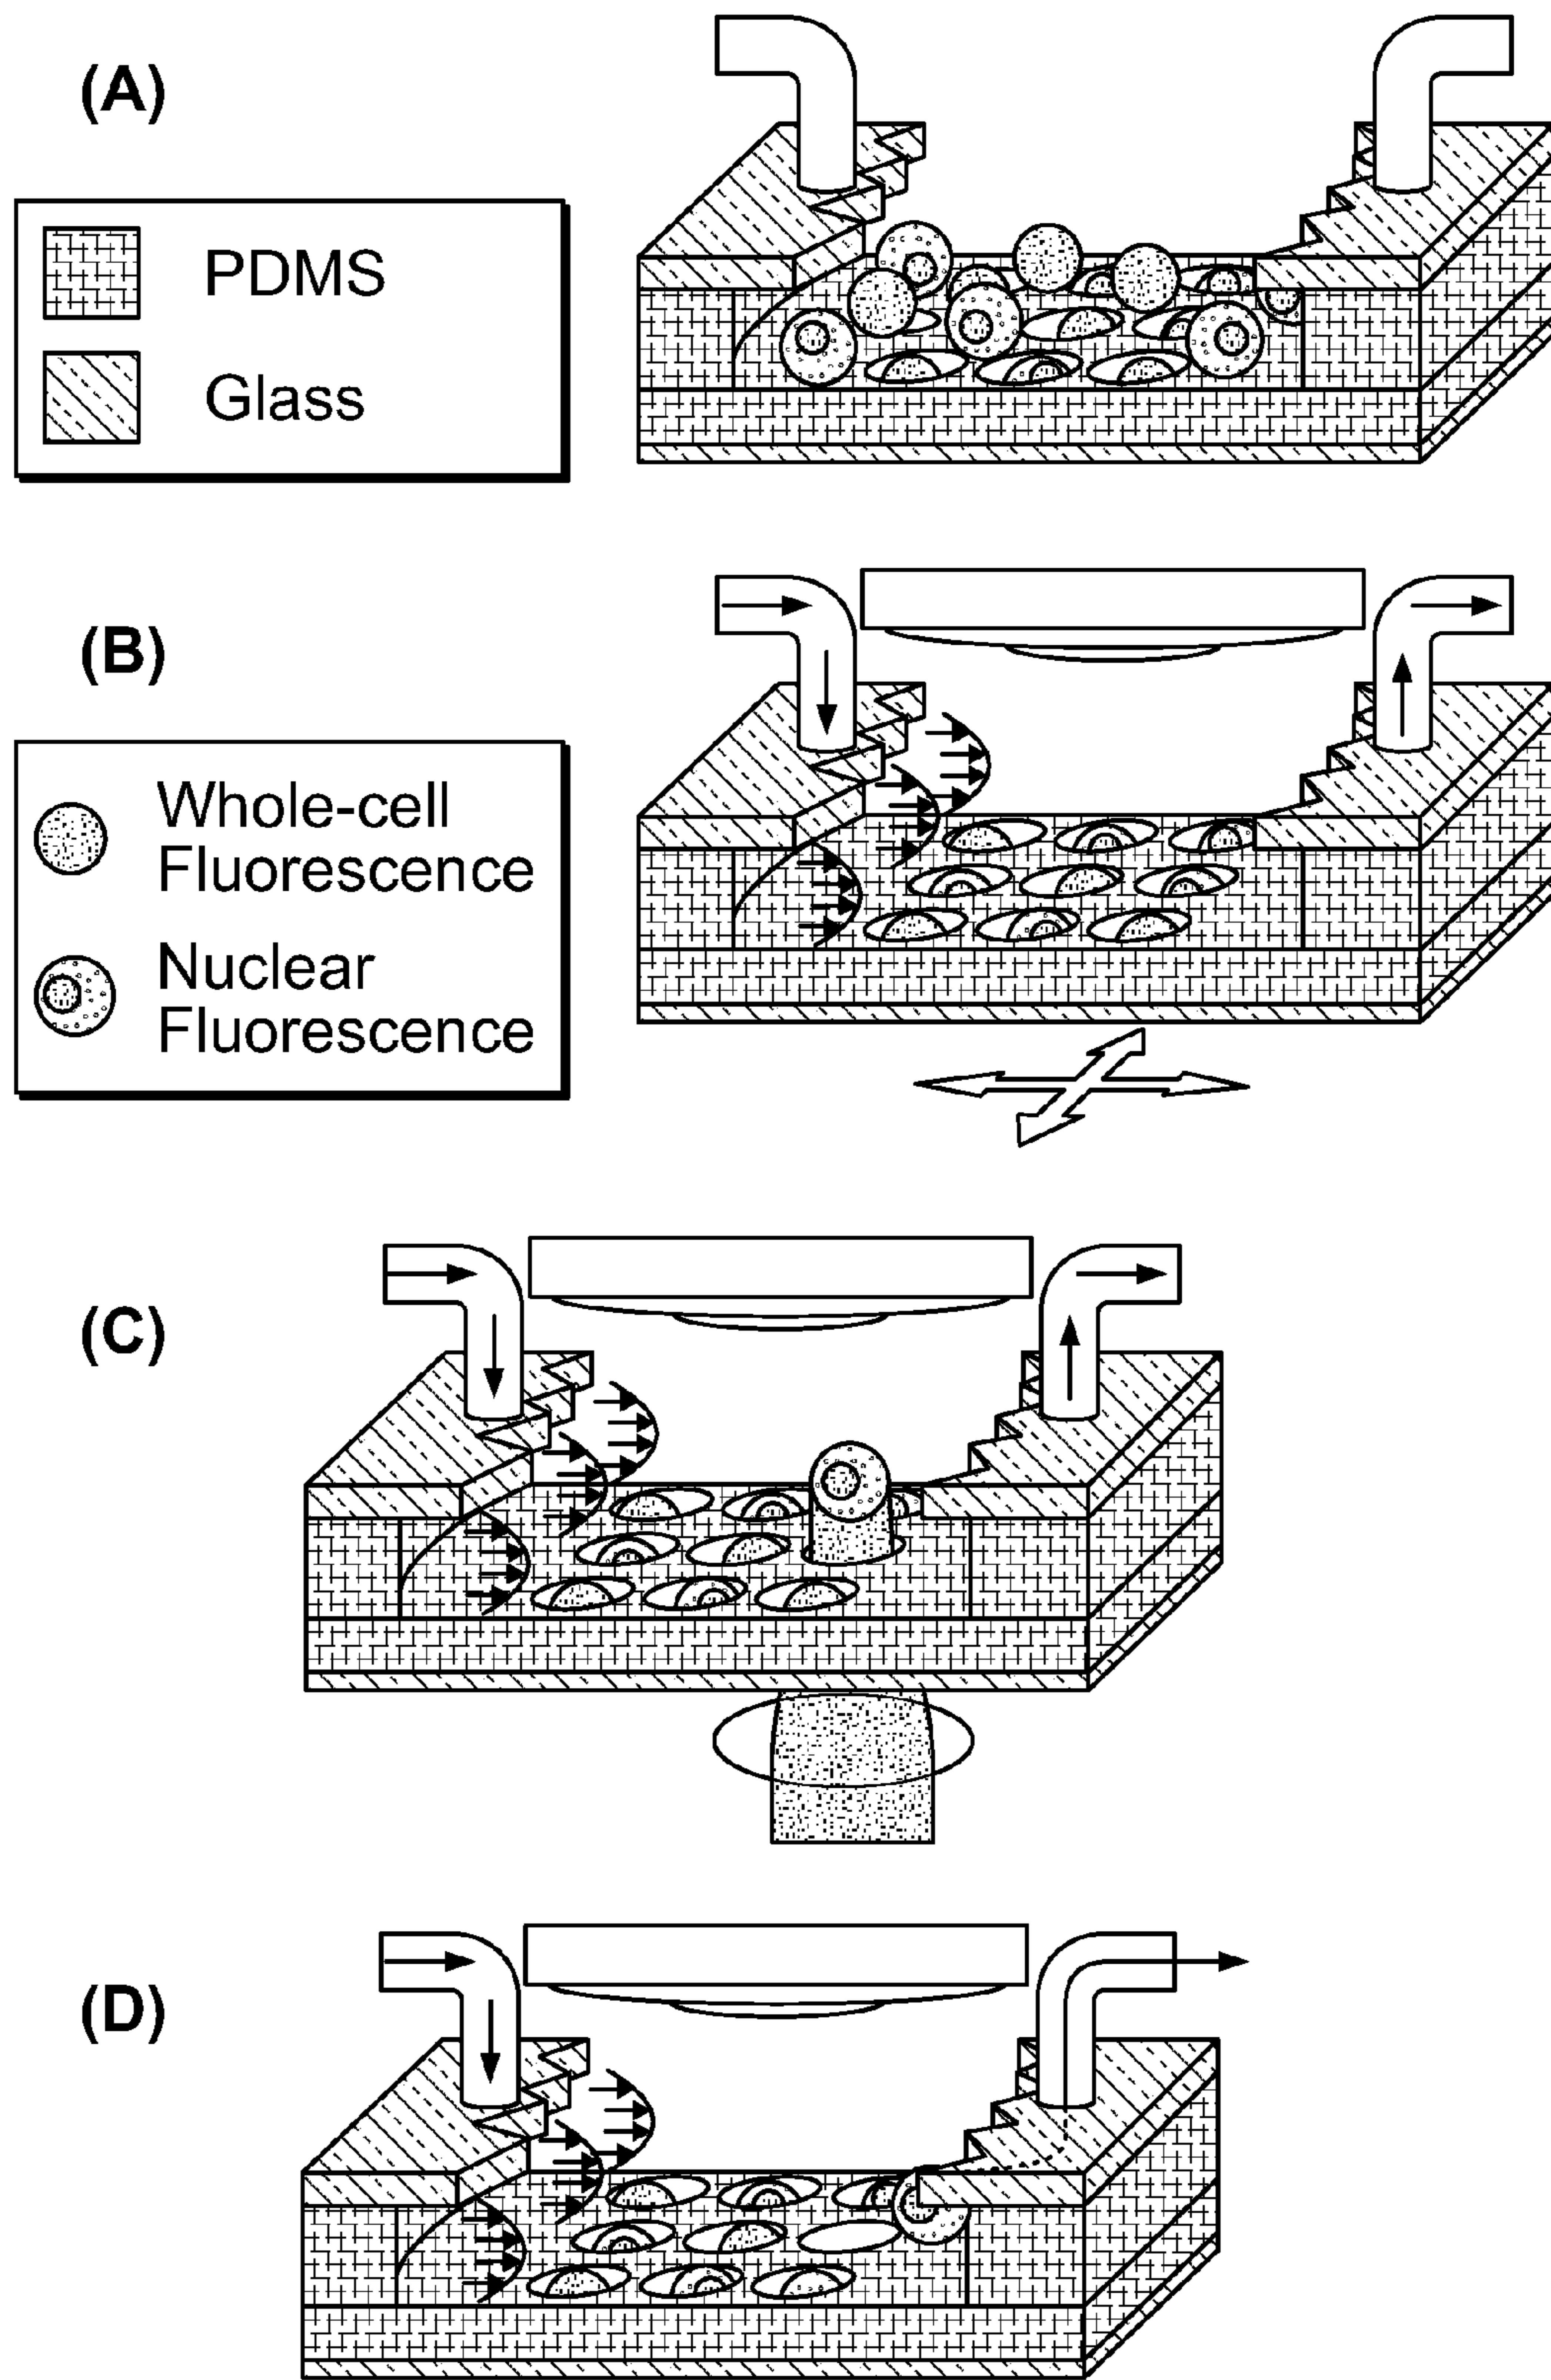 (A)
PDMS
Glass
(B)
Whole-cell
Fluorescence
Nuclear
Fluorescence
(C)
(D)